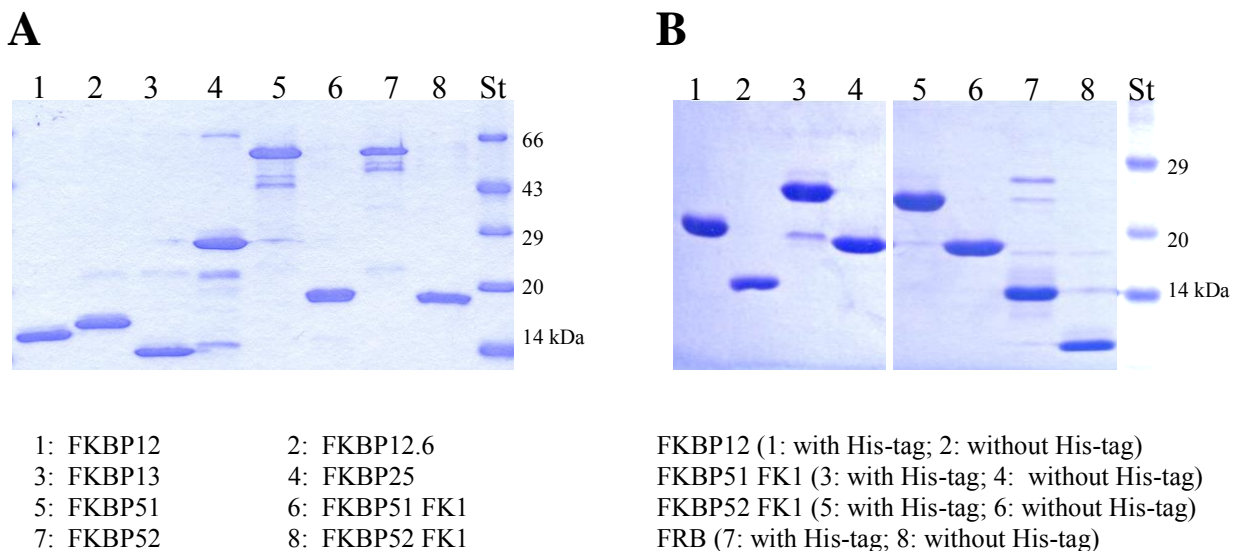 A
1 2 3 4 5 6 7 8 St
66
43
29
20
14 kDa
1: FKBP12 2: FKBP12.6
3: FKBP13 4: FKBP25
5: FKBP51 6: FKBP51 FK1
7: FKBP52 8: FKBP52 FK1
B
1 2 3 4 5 6 7 8 St
29
20
14 kDa
FKBP12 (1: with His-tag; 2: without His-tag)
FKBP51 FK1 (3: with His-tag; 4: without His-tag)
FKBP52 FK1 (5: with His-tag; 6: without His-tag)
FRB (7: with His-tag; 8: without His-tag)